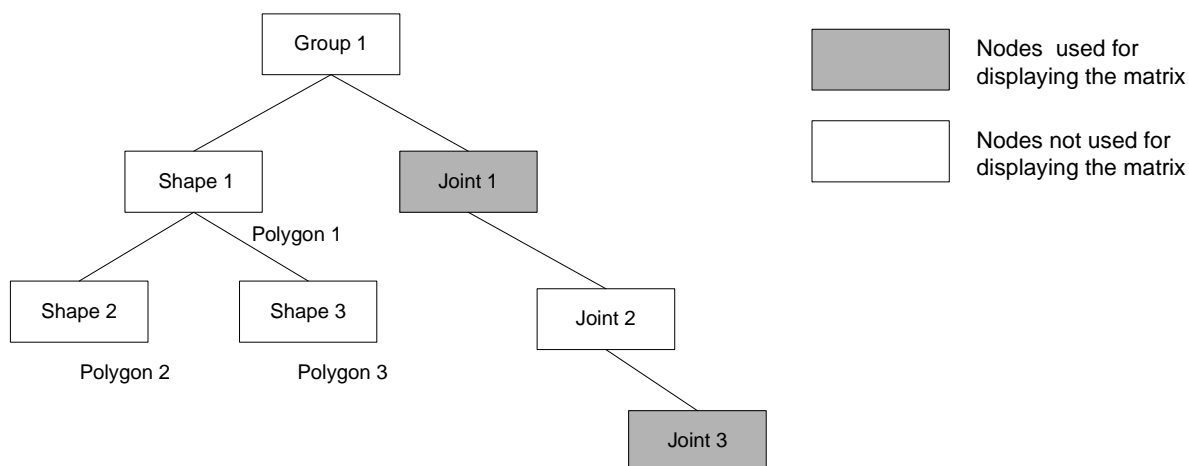 Group 1
Nodes used for
displaying the matrix
Nodes not used for
displaying the matrix
Shape 1
Joint 1
Polygon 1
Shape 2
Shape 3
Joint 2
Polygon 2
Polygon 3
Joint 3